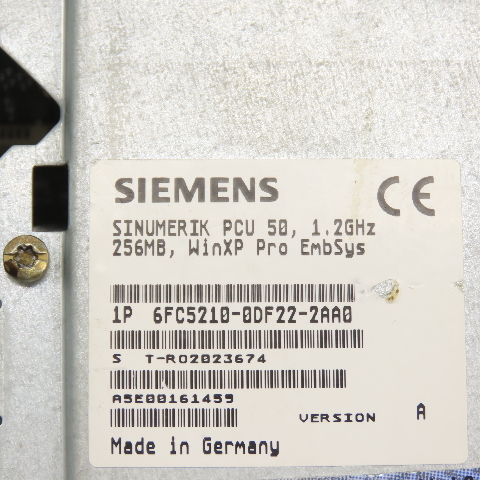 SIEMENS CE
SINUMERIK PCU 50, 1.2GHz
256MB, WinXP Pro EmbSys
1P 6FC5210-0DF22-2AA0
S T-RO2023674
A5E00161459
VERSION A
Made in Germany